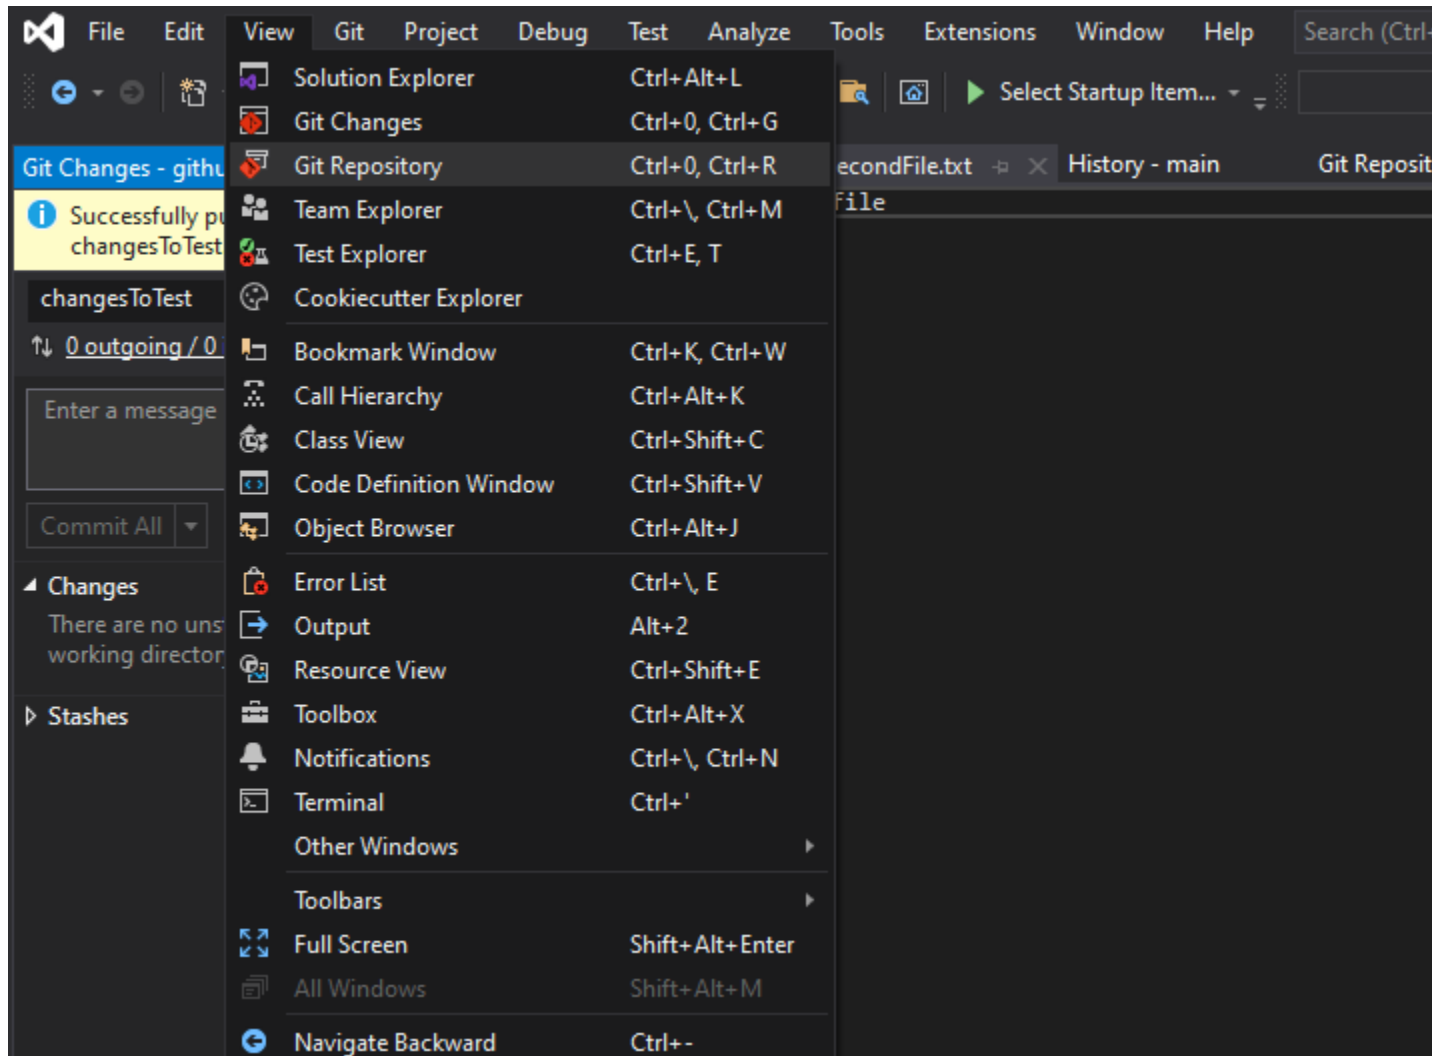 File Edit View Git Project Debug Test Analyze Tools Extensions Window Help Search (Ctrl-
Select Startup Item...
Git Changes - githu
econdFile.txt History - main Git Reposit
file
Successfully pu
changesToTest
changesToTest
0 outgoing / 0
Enter a message
Commit All
Changes
There are no uns
working director
Stashes
Solution Explorer Ctrl+Alt+L
Git Changes Ctrl+0, Ctrl+G
Git Repository Ctrl+0, Ctrl+R
Team Explorer Ctrl+\, Ctrl+M
Test Explorer Ctrl+E, T
Cookiecutter Explorer
Bookmark Window Ctrl+K, Ctrl+W
Call Hierarchy Ctrl+Alt+K
Class View Ctrl+Shift+C
Code Definition Window Ctrl+Shift+V
Object Browser Ctrl+Alt+J
Error List Ctrl+\, E
Output Alt+2
Resource View Ctrl+Shift+E
Toolbox Ctrl+Alt+X
Notifications Ctrl+\, Ctrl+N
Terminal Ctrl+'
Other Windows
Toolbars
Full Screen Shift+Alt+Enter
All Windows Shift+Alt+M
Navigate Backward Ctrl+-